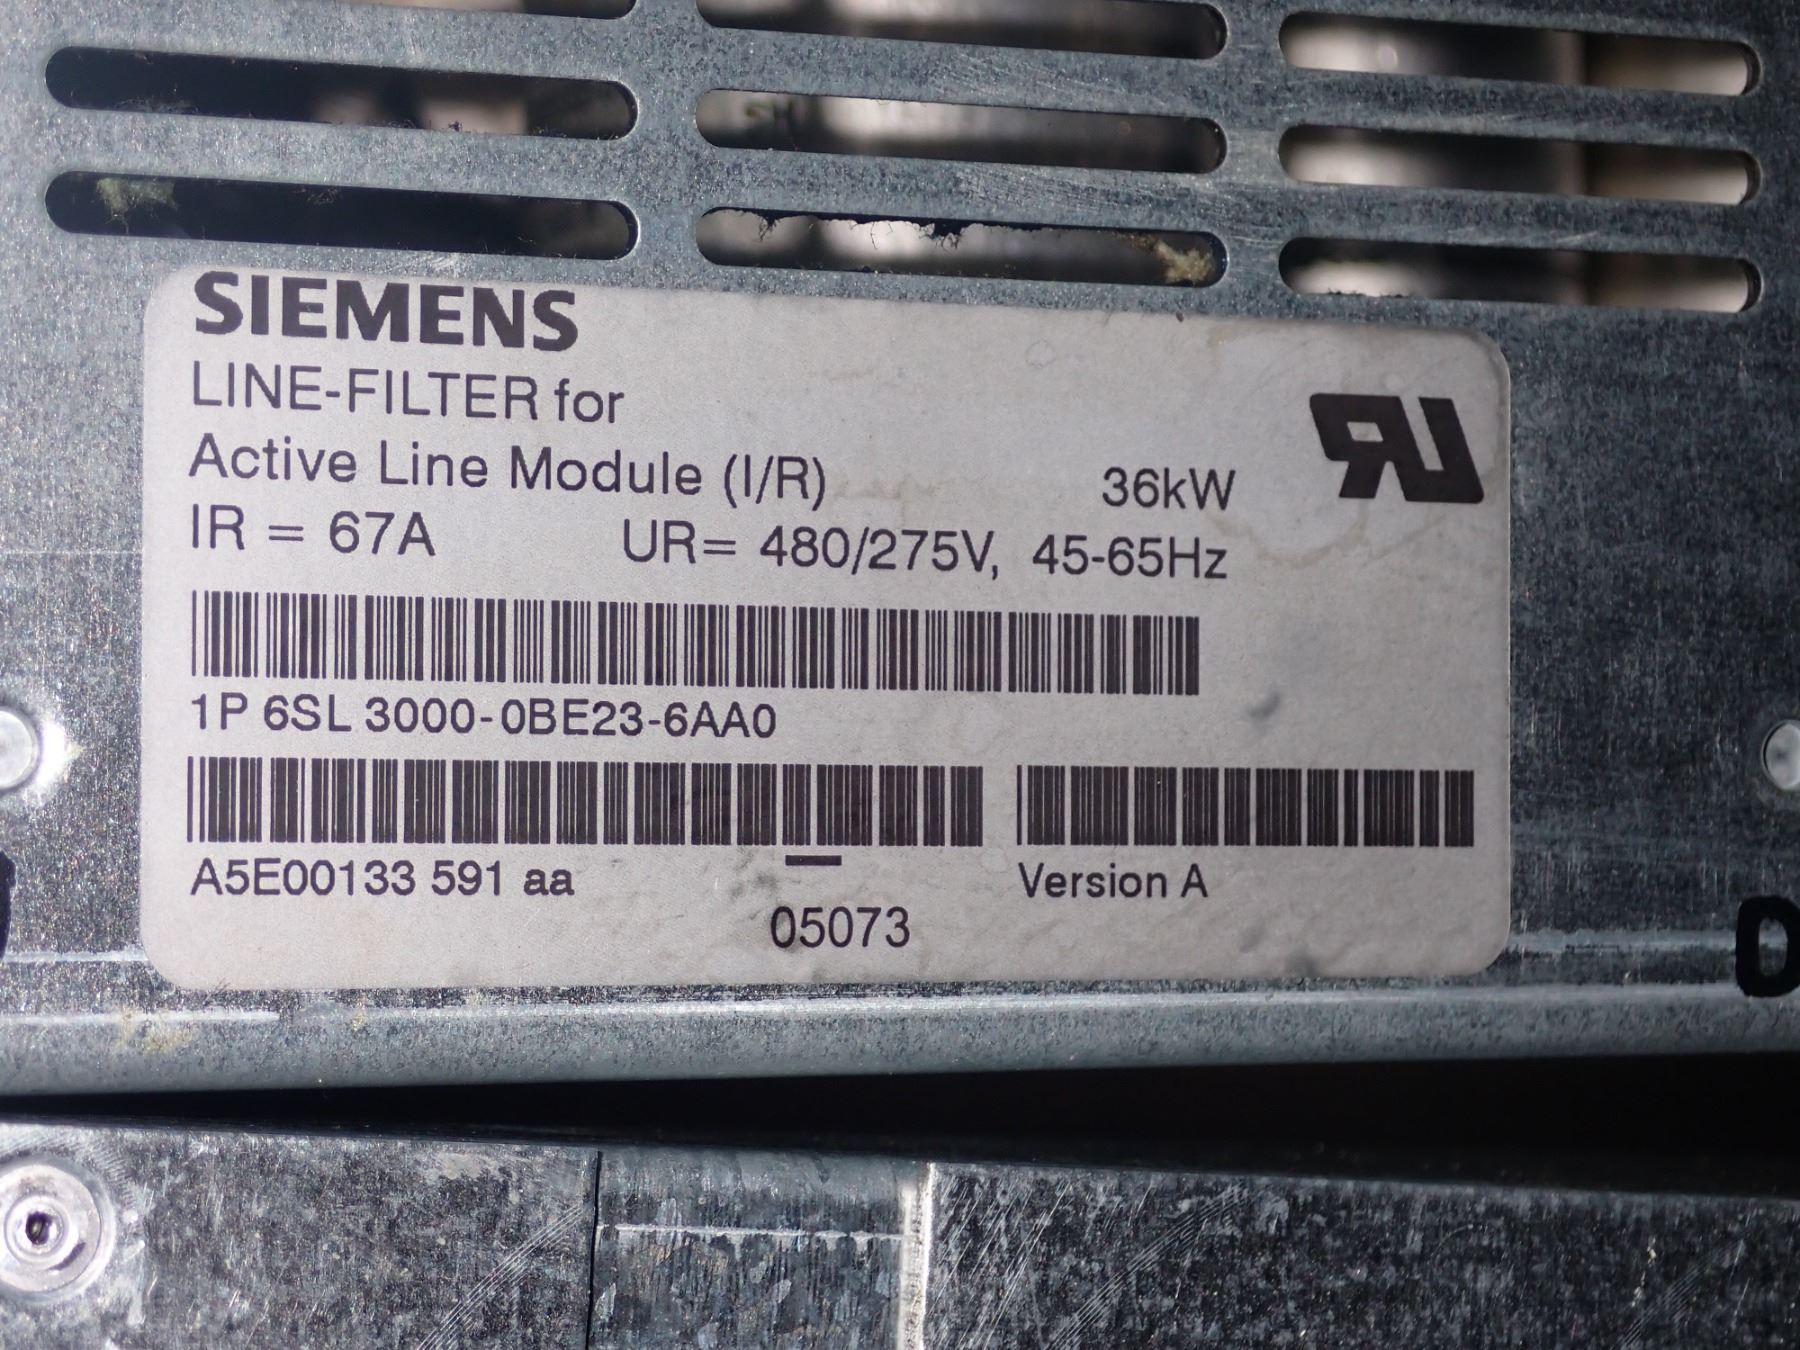 SIEMENS
LINE-FILTER for
Active Line Module (I/R) 36kW
IR = 67A UR= 480/275V, 45-65Hz
1P 6SL 3000-0BE23-6AA0
A5E00133 591 aa Version A
05073